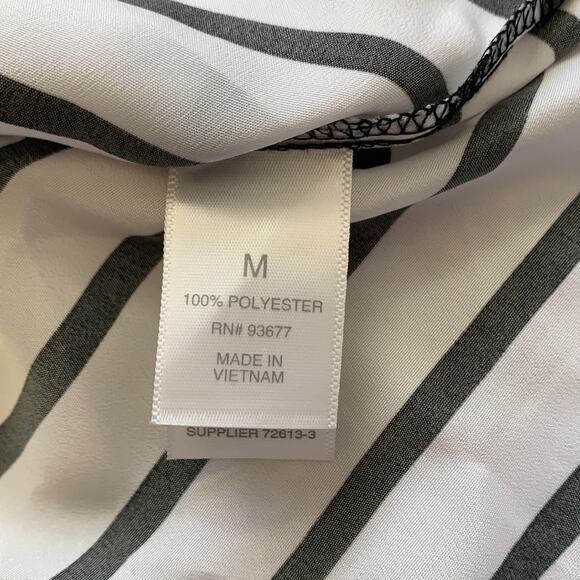 M
100% POLYESTER
RN# 93677
MADE IN
VIETNAM
SUPPLIER 72613-3